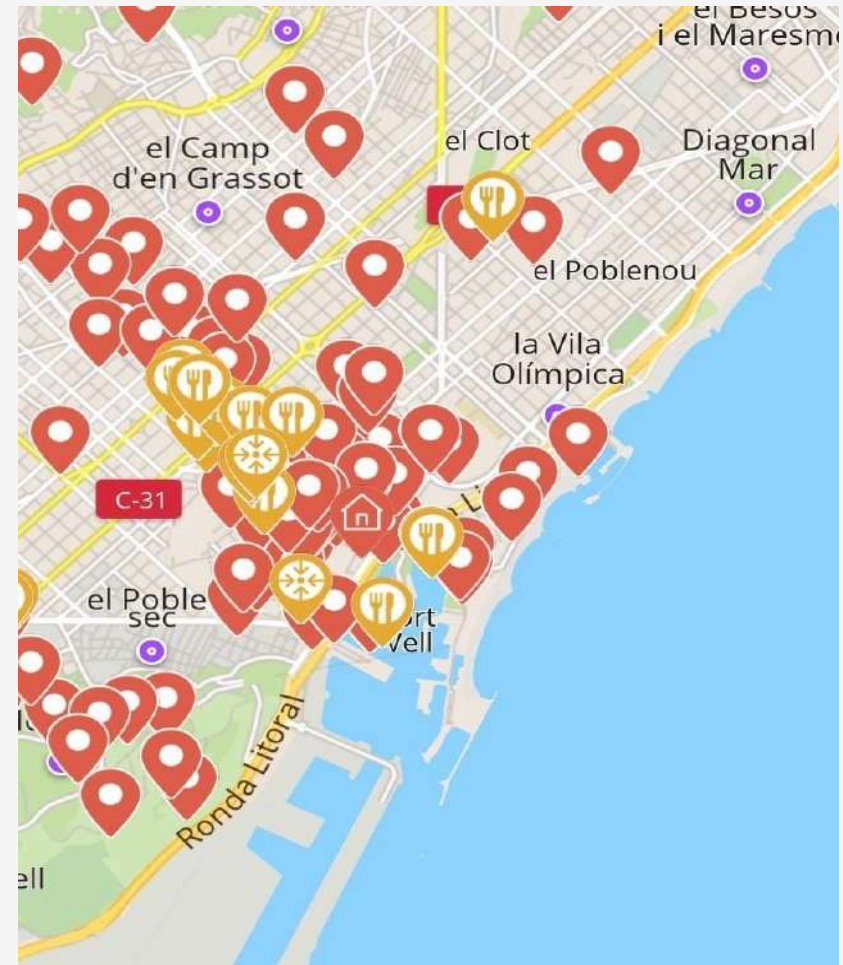 el Besòs
i el Maresme
el Camp
d'en Grassot
el Clot
Diagonal
Mar
el Poblenou
la Vila
Olímpica
C-31
el Poble
sec
Vell
Ronda Litoral
ell